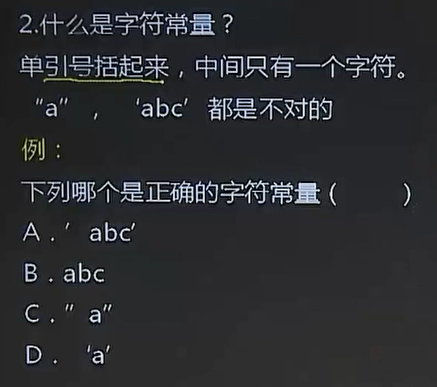 2.什么是字符常量？
单引号括起来，中间只有一个字符。
“a”，‘abc’都是不对的
例：
下列哪个是正确的字符常量(  )
A．′abc′
B．abc
C．”a”
D．‘a’